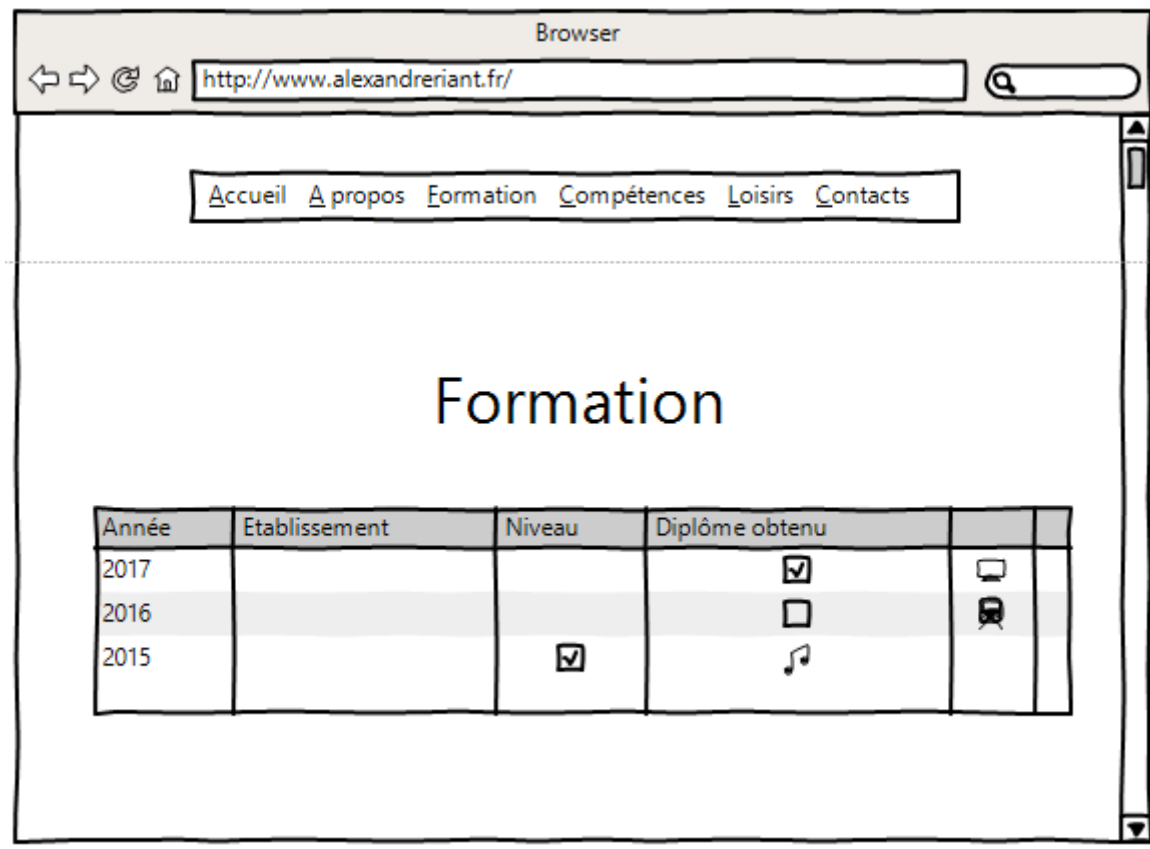 Browser
http://www.alexandreriant.fr/
Accueil A propos Formation Compétences Loisirs Contacts
Formation
Année Etablissement Niveau Diplôme obtenu
2017
2016
2015